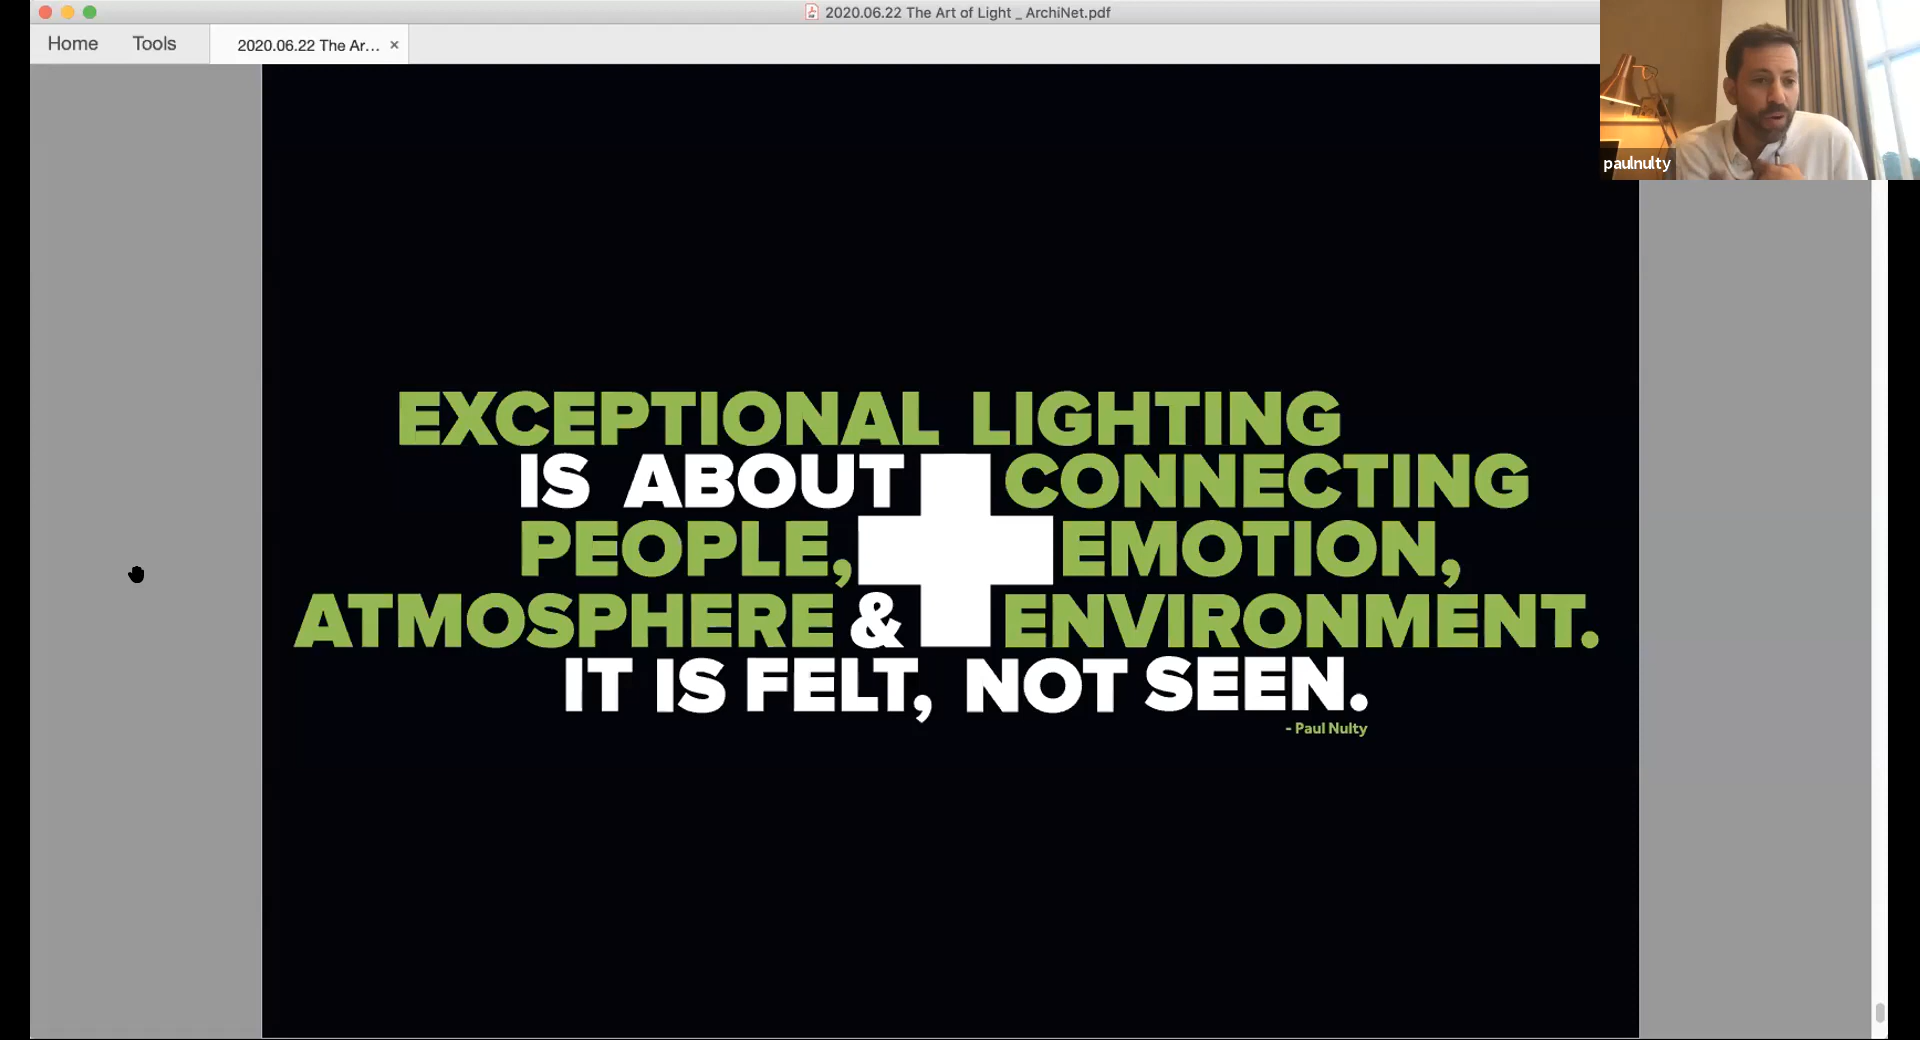 2020.06.22 The Art of Light _ ArchiNet.pdf
Home Tools 2020.06.22 The Ar... ×
paulnulty
EXCEPTIONAL LIGHTING
IS ABOUT CONNECTING
PEOPLE, EMOTION,
ATMOSPHERE & ENVIRONMENT.
IT IS FELT, NOT SEEN.
- Paul Nulty